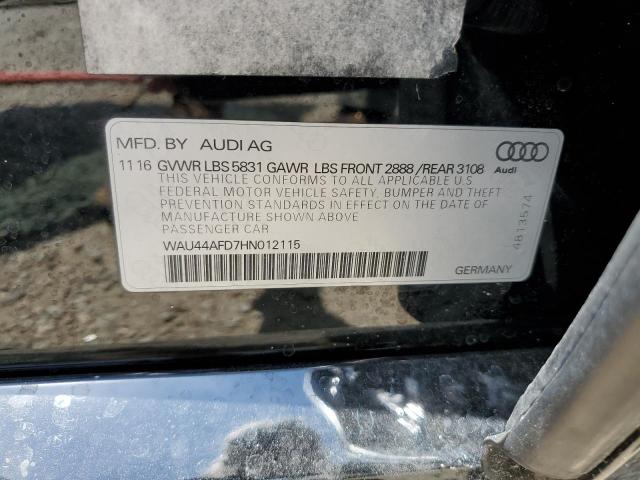 MFD. BY AUDI AG
11 16 GVWR LBS 5831 GAWR LBS FRONT 2888 /REAR 3108
Audi
THIS VEHICLE CONFORMS TO ALL APPLICABLE U.S
FEDERAL MOTOR VEHICLE SAFETY, BUMPER AND THEFT
PREVENTION STANDARDS IN EFFECT ON THE DATE OF
MANUFACTURE SHOWN ABOVE
PASSENGER CAR
WAU44AFD7HN012115
4813574
GERMANY